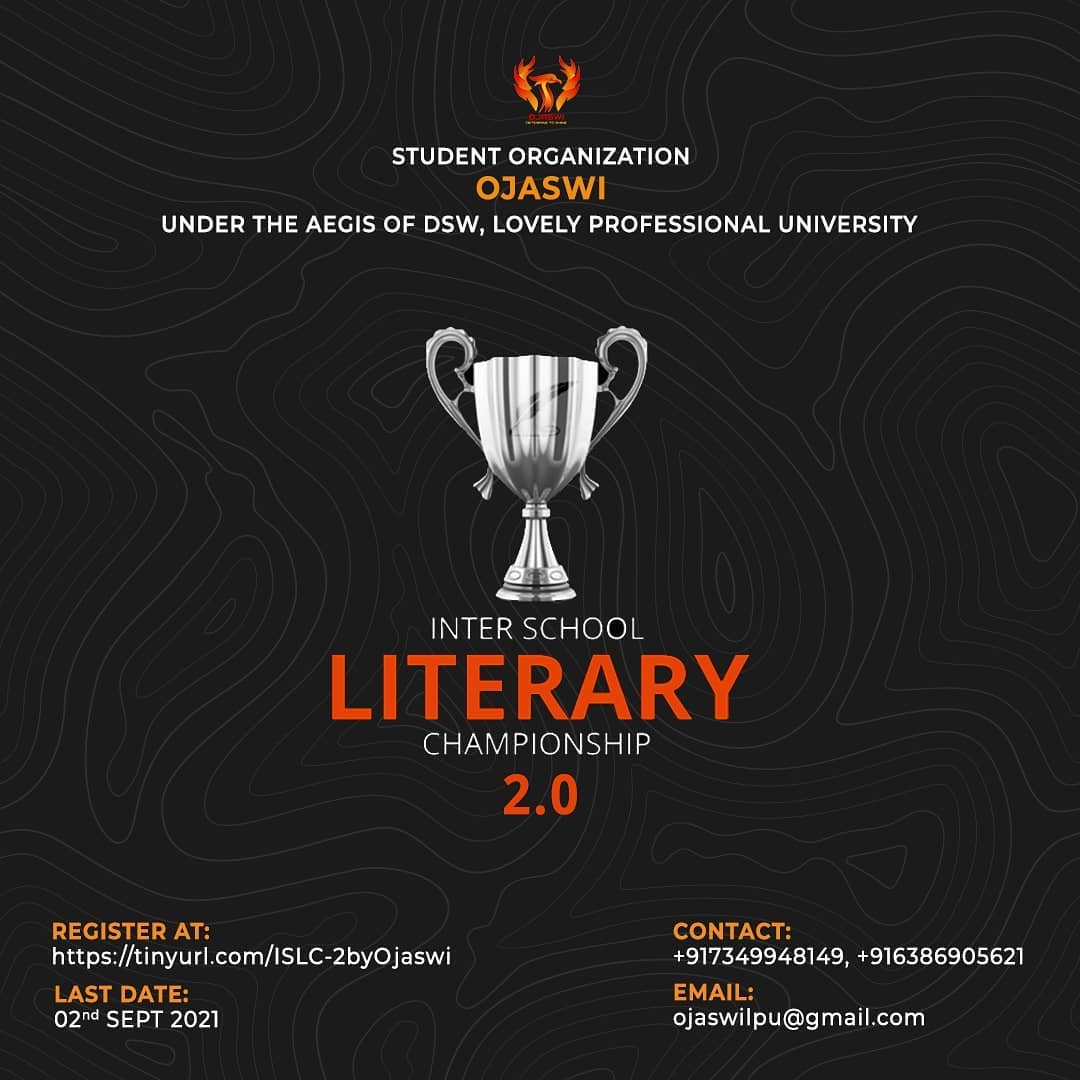 OJASWI
STUDENT ORGANIZATION
OJASWI
UNDER THE AEGIS OF DSW, LOVELY PROFESSIONAL UNIVERSITY
INTER SCHOOL
LITERARY
CHAMPIONSHIP
2.0
REGISTER AT:
https://tinyurl.com/ISLC-2byOjaswi
LAST DATE:
02nd SEPT 2021
CONTACT:
+917349948149, +916386905621
EMAIL:
ojaswilpu@gmail.com